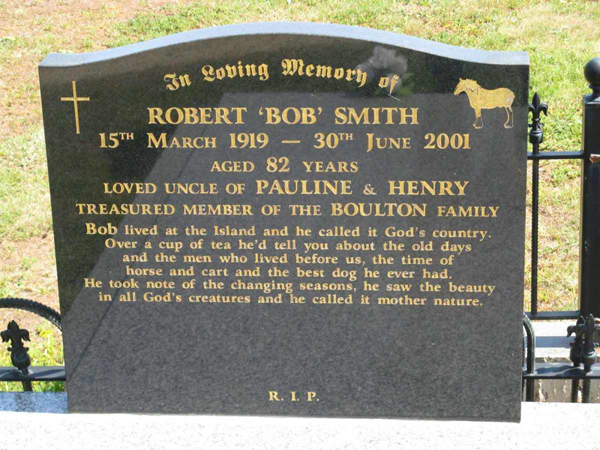 In Loving Memory of
ROBERT ‘BOB’ SMITH
15TH MARCH 1919 — 30TH JUNE 2001
AGED 82 YEARS
LOVED UNCLE OF PAULINE & HENRY
TREASURED MEMBER OF THE BOULTON FAMILY
Bob lived at the Island and he called it God's country.
Over a cup of tea he'd tell you about the old days
and the men who lived before us, the time of
horse and cart and the best dog he ever had.
He took note of the changing seasons, he saw the beauty
in all God's creatures and he called it mother nature.
R. I. P.